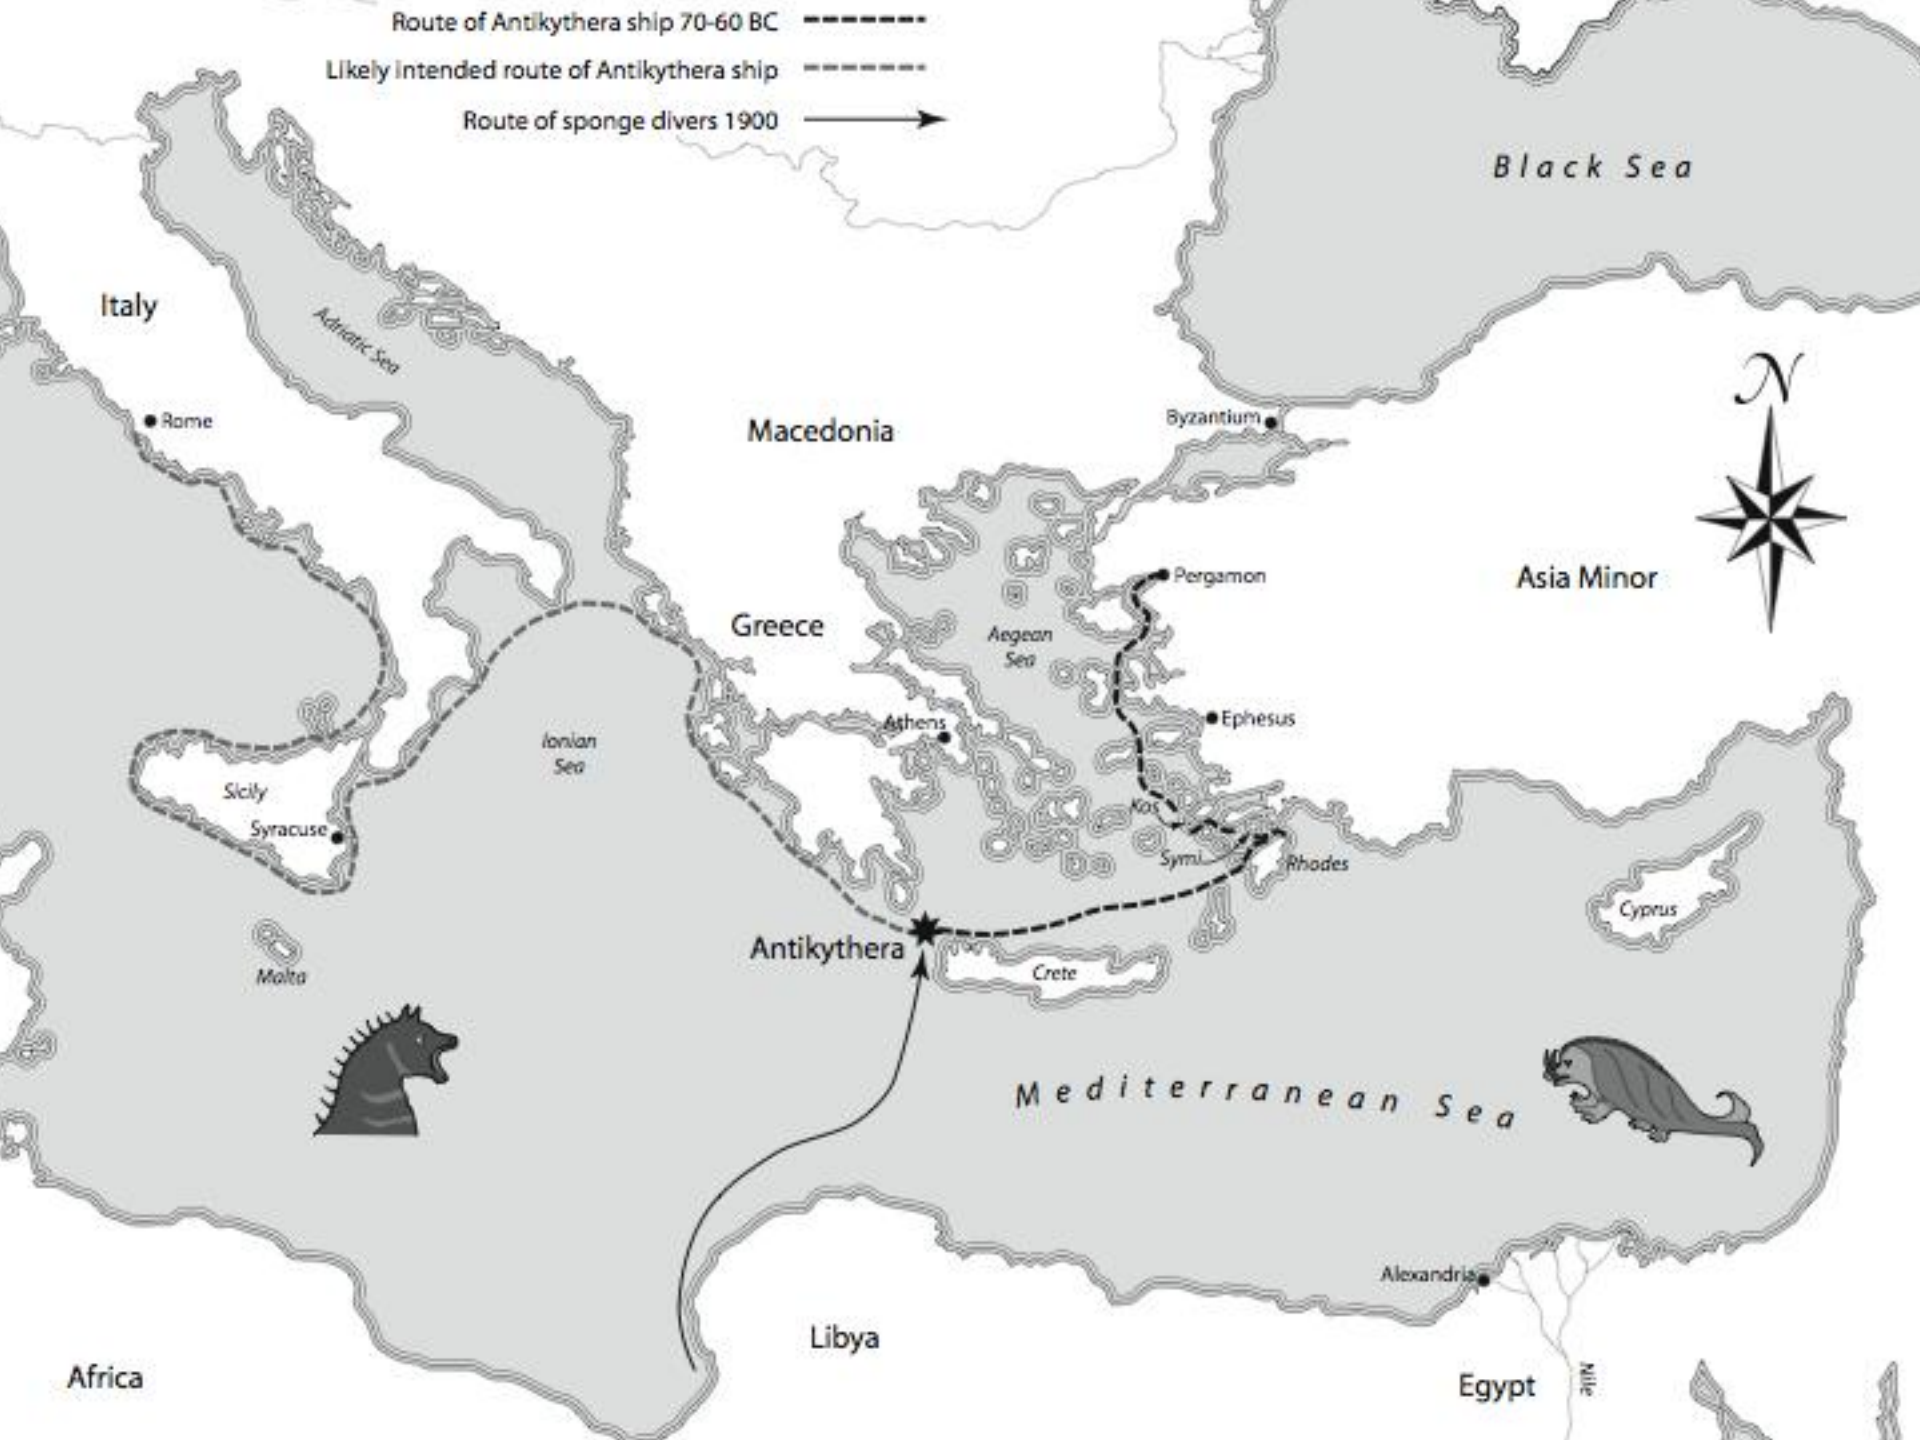 Route of Antikythera ship 70-60 BC
Likely intended route of Antikythera ship
Route of sponge divers 1900
Black Sea
Italy
Adriatic Sea
N
Rome
Macedonia
Byzantium
Pergamon
Asia Minor
Greece
Aegean
Sea
Athens
Ephesus
Ionian
Sea
Sicily
Syracuse
Kos
Symi
Rhodes
Cyprus
Antikythera
Malta
Crete
Mediterranean Sea
Alexandria
Libya
Africa
Egypt
Nile